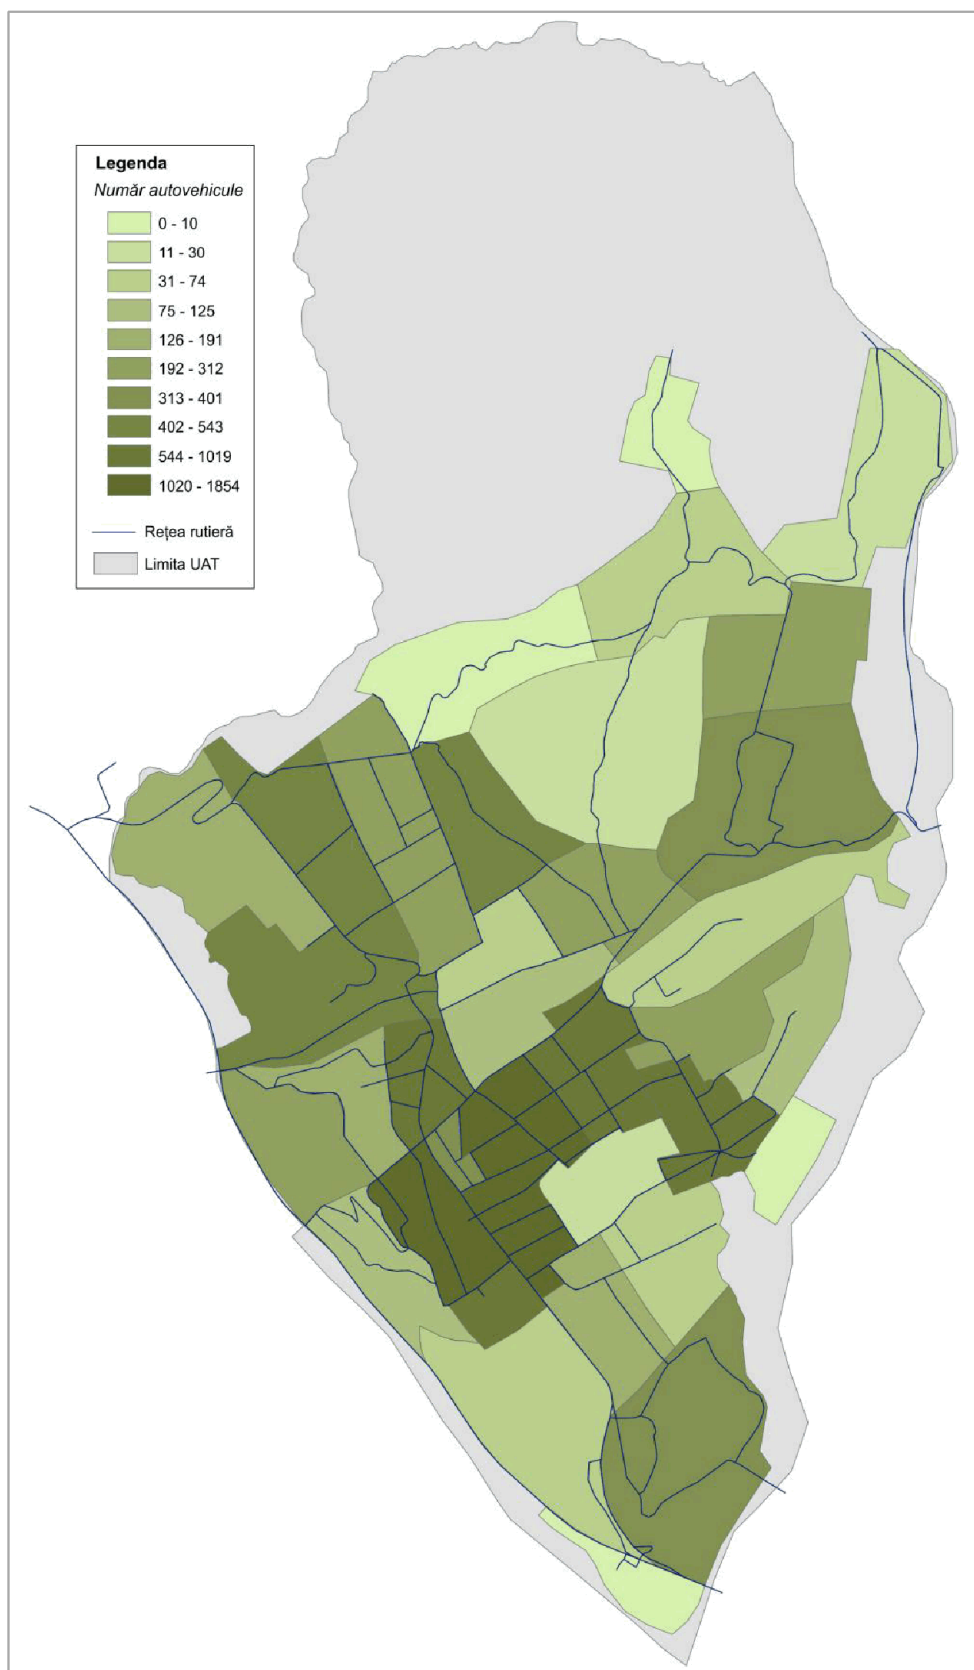 Legenda
Număr autovehicule
0 - 10
11 - 30
31 - 74
75 - 125
126 - 191
192 - 312
313 - 401
402 - 543
544 - 1019
1020 - 1854
Rețea rutieră
Limita UAT